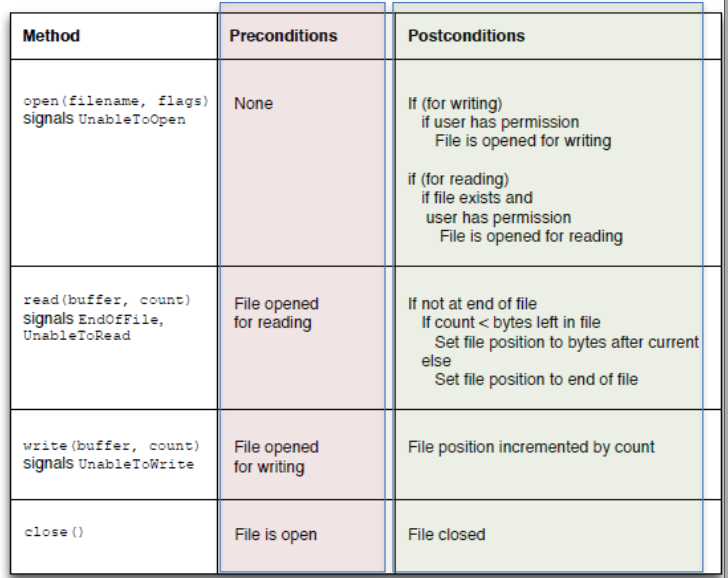 Method
Preconditions
Postconditions
open(filename, flags)
signals UnableToOpen
None
If (for writing)
if user has permission
File is opened for writing
if (for reading)
if file exists and
user has permission
File is opened for reading
read(buffer, count)
signals EndOfFile,
UnableToRead
File opened
for reading
If not at end of file
If count < bytes left in file
Set file position to bytes after current
else
Set file position to end of file
write(buffer, count)
signals UnableToWrite
File opened
for writing
File position incremented by count
close()
File is open
File closed